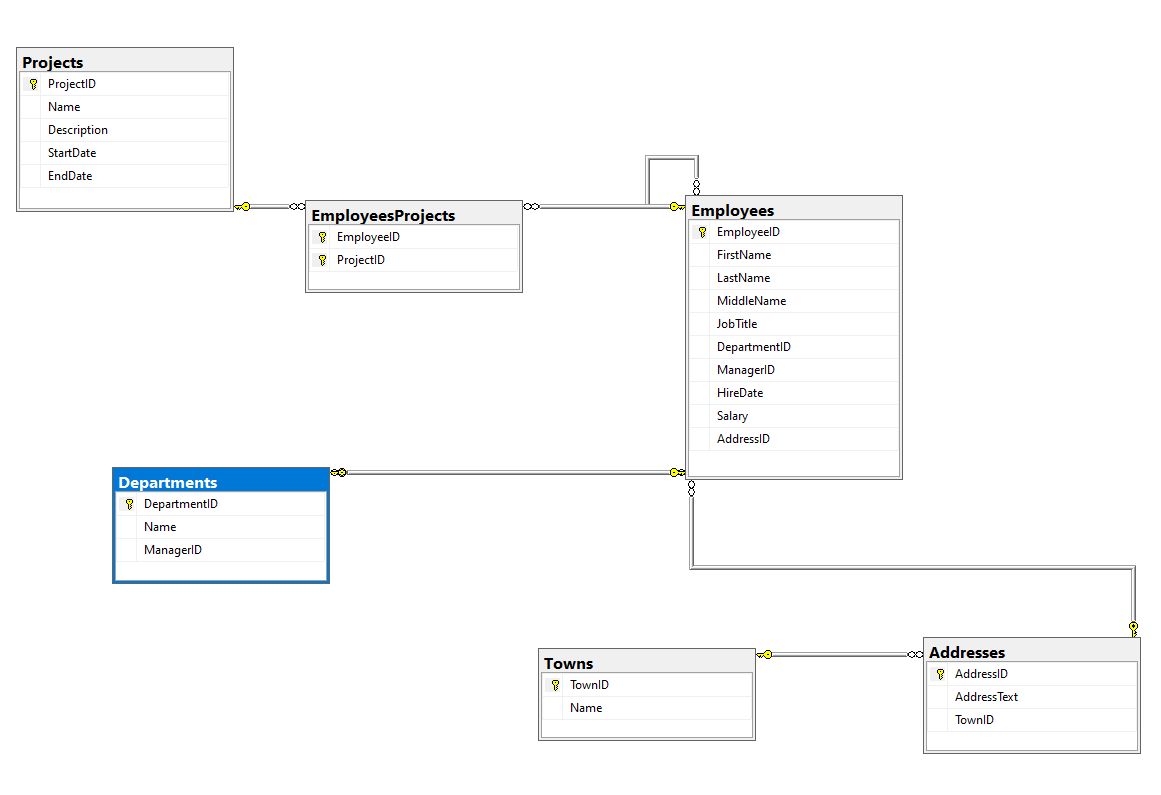 Projects
ProjectID
Name
Description
StartDate
EndDate
EmployeesProjects
EmployeeID
ProjectID
Employees
EmployeeID
FirstName
LastName
MiddleName
JobTitle
DepartmentID
ManagerID
HireDate
Salary
AddressID
Departments
DepartmentID
Name
ManagerID
Towns
TownID
Name
Addresses
AddressID
AddressText
TownID